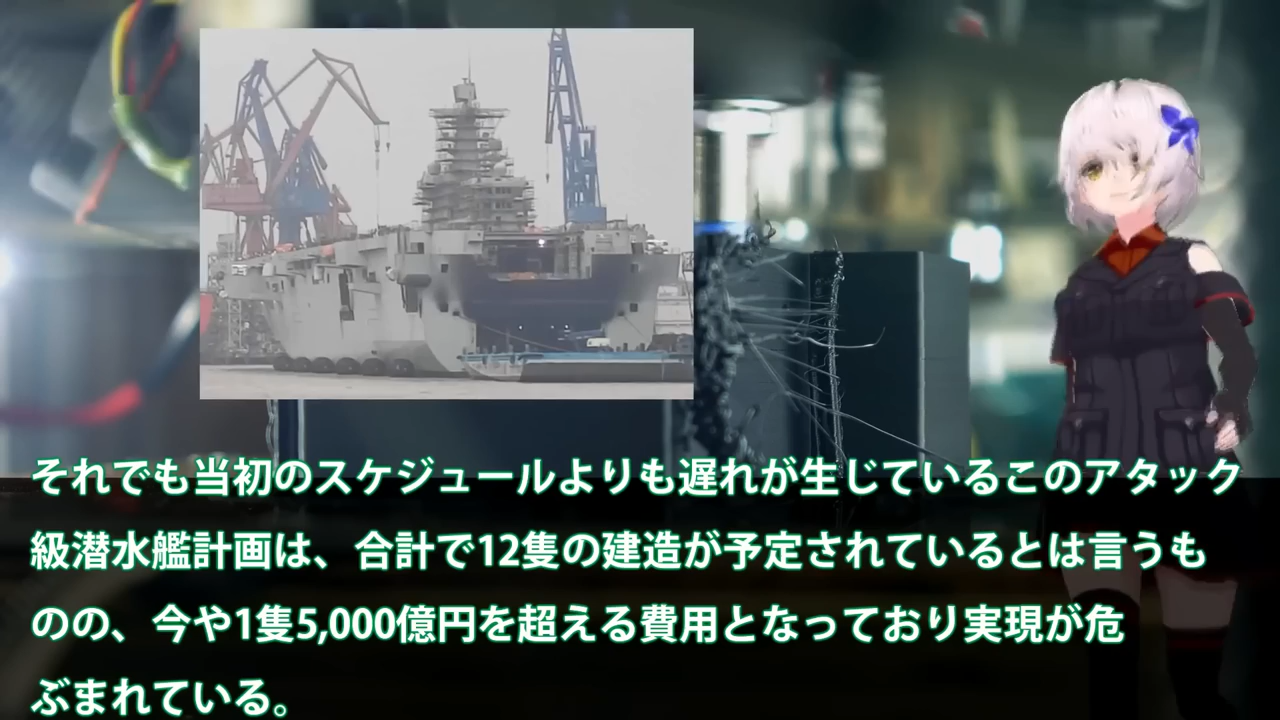 それでも当初のスケジュールよりも遅れが生じているこのアタック
級潜水艦計画は、合計で12隻の建造が予定されているとは言うも
のの、今や1隻5,000億円を超える費用となっており実現が危
ぶまれている。